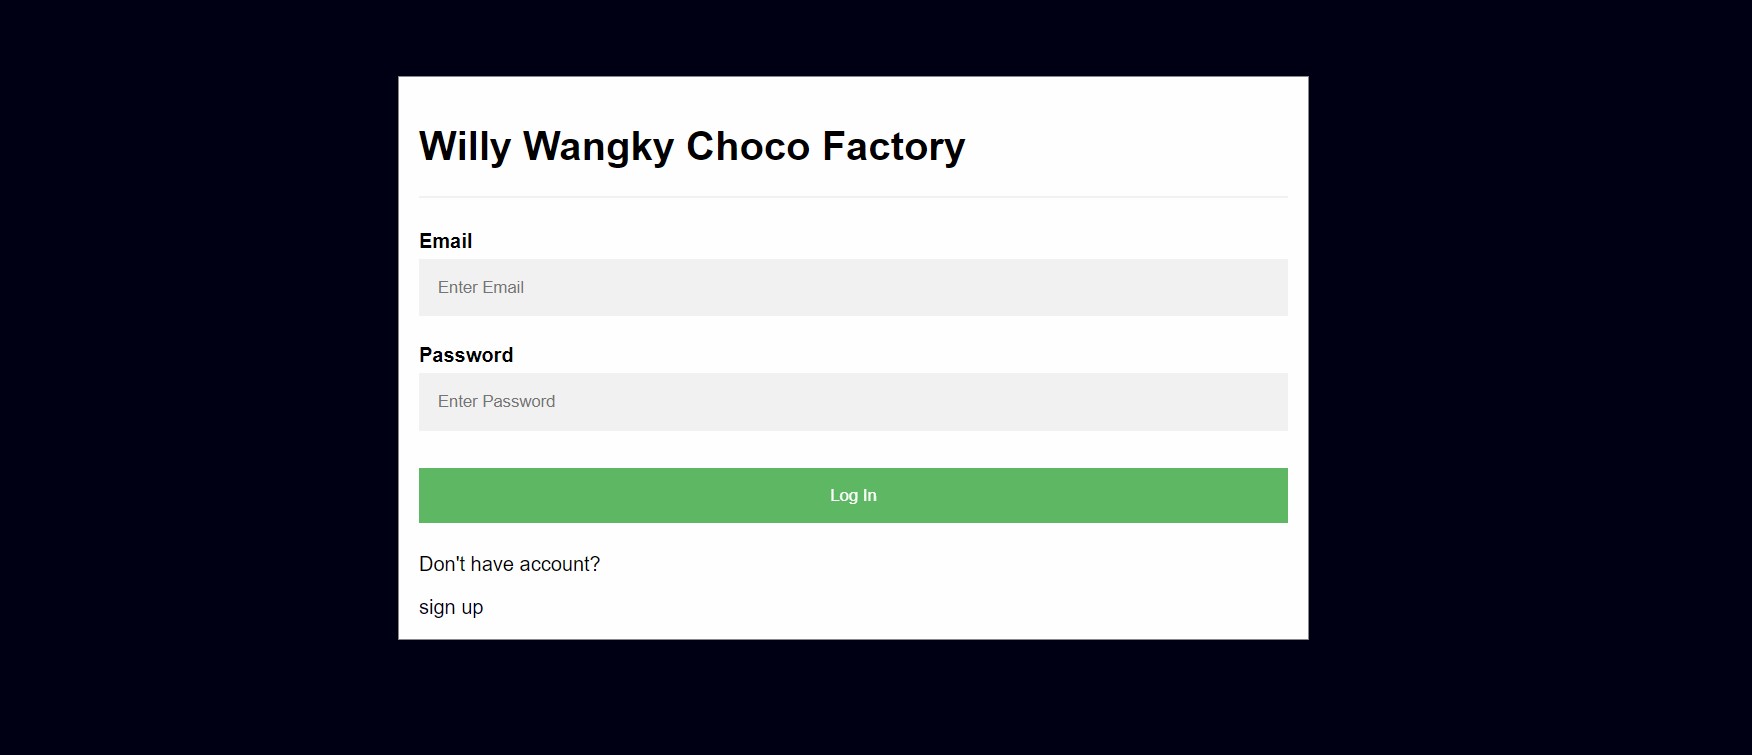 Willy Wangky Choco Factory
Email
Enter Email
Password
Enter Password
Log In
Don't have account?
sign up